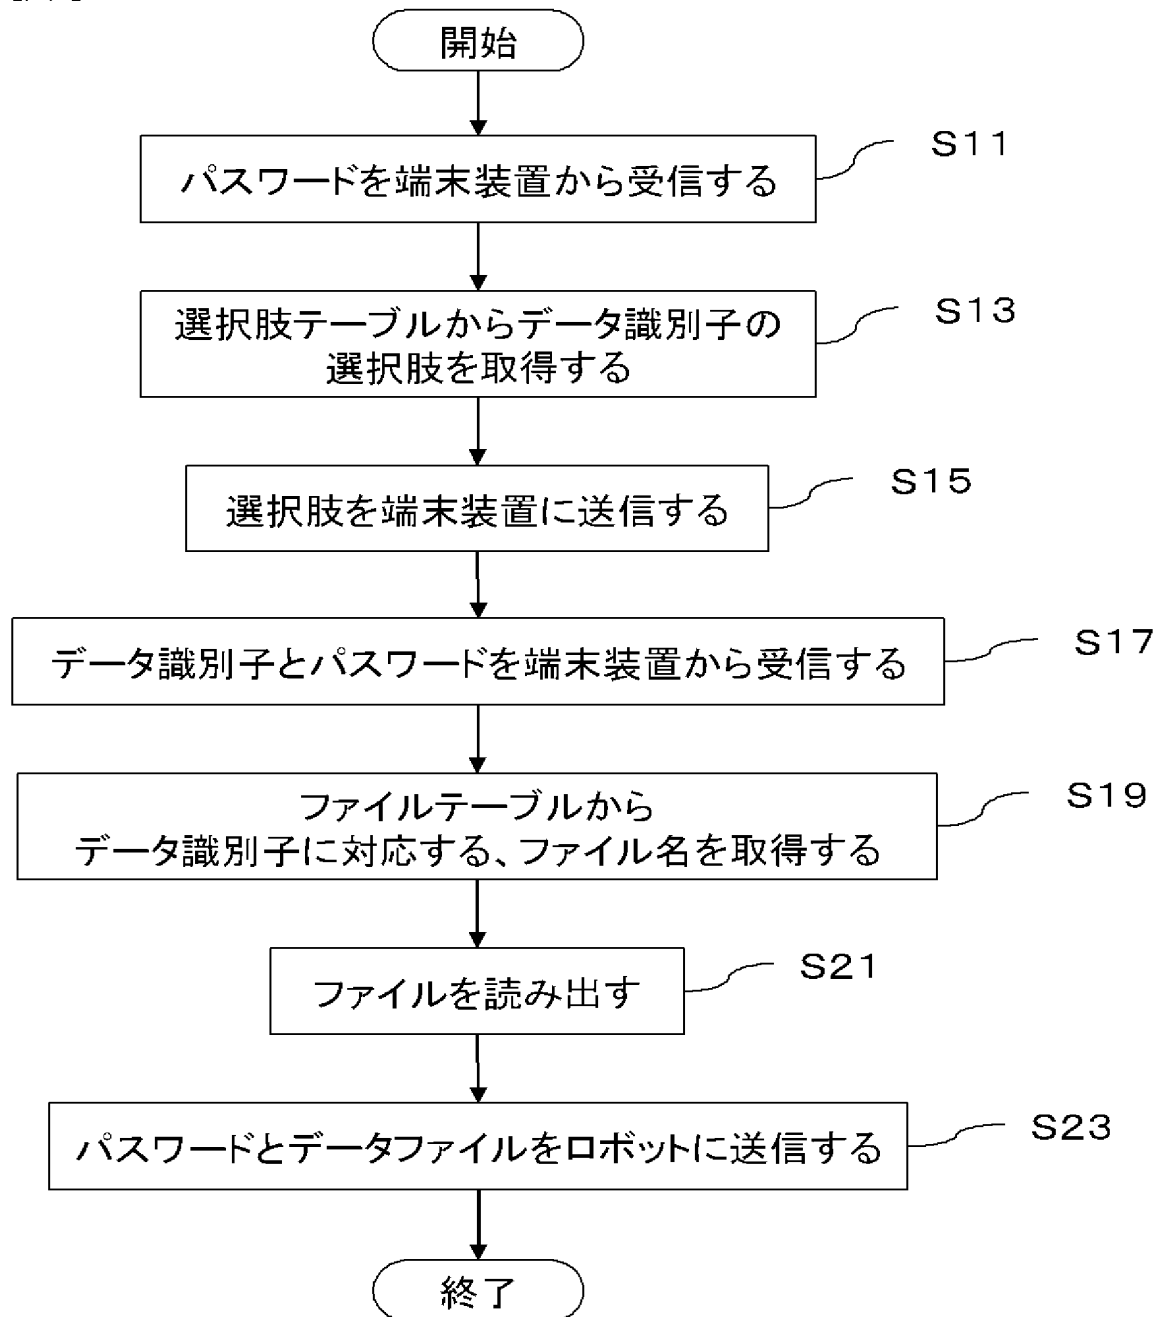 開始
パスワードを端末装置から受信する
S11
選択肢テーブルからデータ識別子の
選択肢を取得する
S13
選択肢を端末装置に送信する
S15
データ識別子とパスワードを端末装置から受信する
S17
ファイルテーブルから
データ識別子に対応する、ファイル名を取得する
S19
ファイルを読み出す
S21
パスワードとデータファイルをロボットに送信する
S23
終了